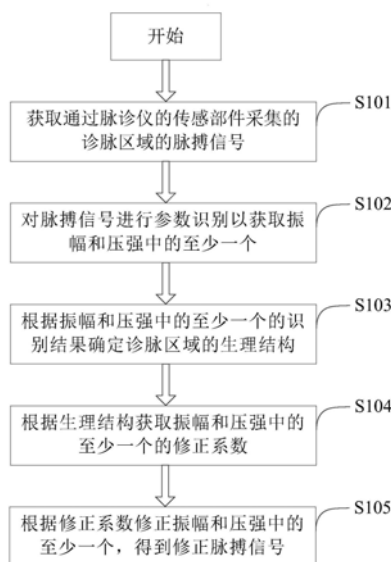 开始
获取通过脉诊仪的传感部件采集的
诊脉区域的脉搏信号
S101
对脉搏信号进行参数识别以获取振
幅和压强中的至少一个
S102
根据振幅和压强中的至少一个的识
别结果确定诊脉区域的生理结构
S103
根据生理结构获取振幅和压强中的
至少一个的修正系数
S104
根据修正系数修正振幅和压强中的
至少一个，得到修正脉搏信号
S105